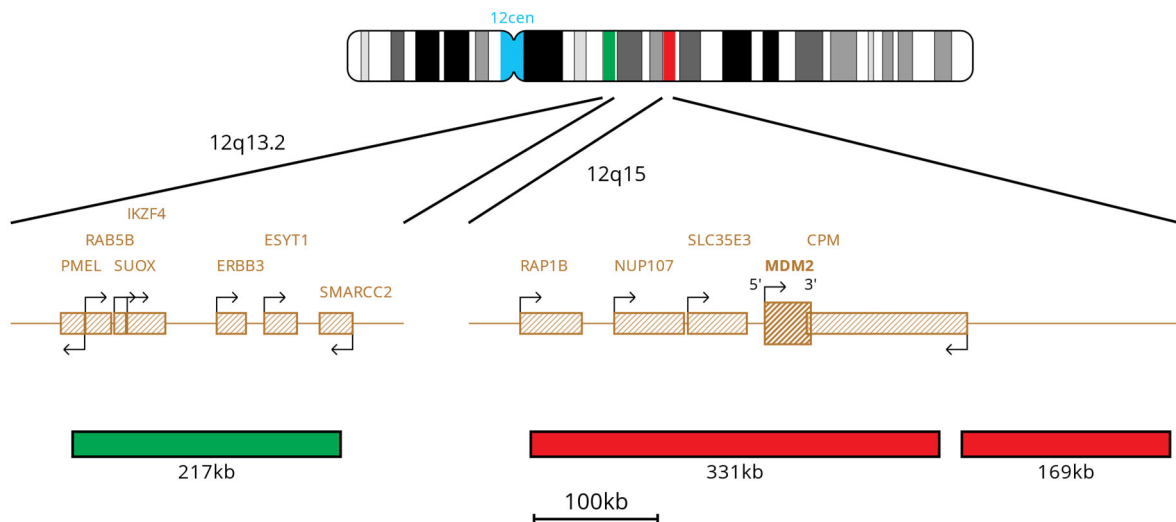 12cen
12q13.2
12q15
IKZF4
RAB5B
ESYT1
SLC35E3
CPM
PMEL
SUOX
ERBB3
RAP1B
NUP107
MDM2
SMARCC2
5'
3'
217kb
331kb
169kb
100kb